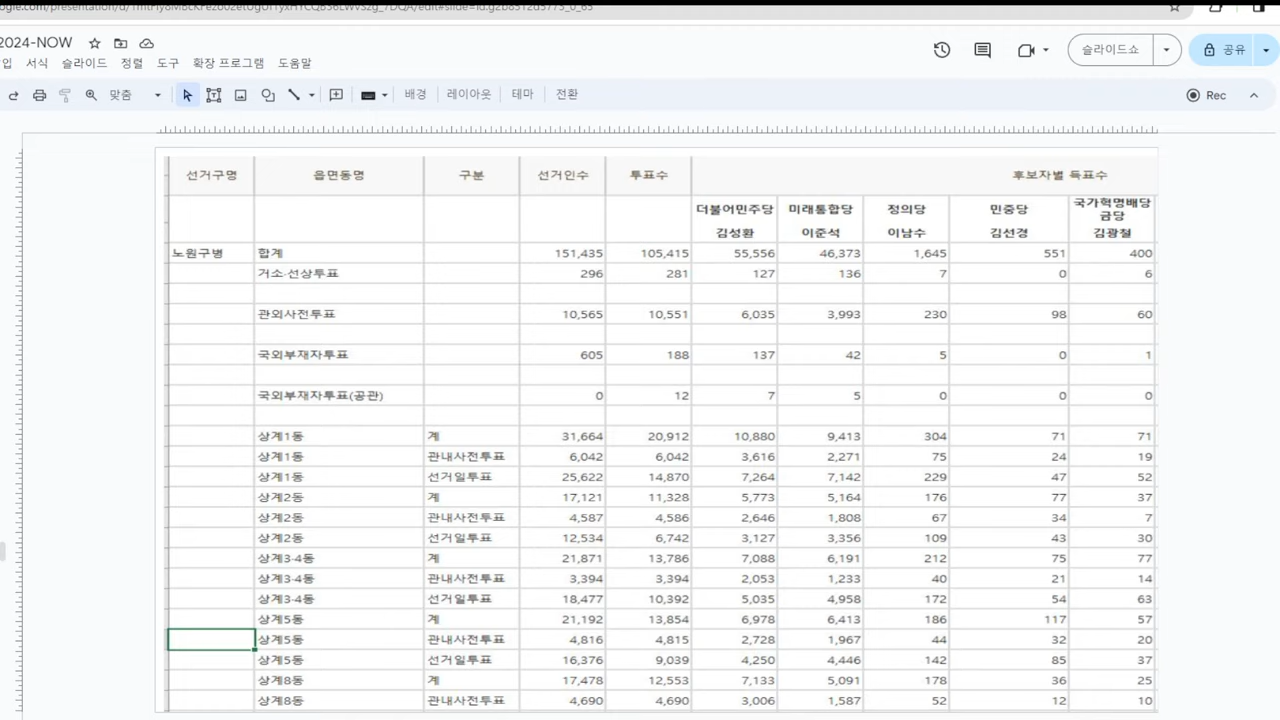 2024-NOW
입 서식 슬라이드 정렬 도구 확장 프로그램 도움말
슬라이드쇼
공유
맞춤
배경 레이아웃 테마 전환
Rec
선거구명 읍면동명 구분 선거인수 투표수 후보자별 득표수
더불어민주당 미래통합당 정의당 민중당 국가혁명배당금당
김성환 이준석 이남수 김선경 김광철
노원구병 합계 151,435 105,415 55,556 46,373 1,645 551 400
거소·선상투표 296 281 127 136 7 0 6
관외사전투표 10,565 10,551 6,035 3,993 230 98 60
국외부재자투표 605 188 137 42 5 0 1
국외부재자투표(공관) 0 12 7 5 0 0 0
상계1동 계 31,664 20,912 10,880 9,413 304 71 71
상계1동 관내사전투표 6,042 6,042 3,616 2,271 75 24 19
상계1동 선거일투표 25,622 14,870 7,264 7,142 229 47 52
상계2동 계 17,121 11,328 5,773 5,164 176 77 37
상계2동 관내사전투표 4,587 4,586 2,646 1,808 67 34 7
상계2동 선거일투표 12,534 6,742 3,127 3,356 109 43 30
상계3·4동 계 21,871 13,786 7,088 6,191 212 75 77
상계3·4동 관내사전투표 3,394 3,394 2,053 1,233 40 21 14
상계3·4동 선거일투표 18,477 10,392 5,035 4,958 172 54 63
상계5동 계 21,192 13,854 6,978 6,413 186 117 57
상계5동 관내사전투표 4,816 4,815 2,728 1,967 44 32 20
상계5동 선거일투표 16,376 9,039 4,250 4,446 142 85 37
상계8동 계 17,478 12,553 7,133 5,091 178 36 25
상계8동 관내사전투표 4,690 4,690 3,006 1,587 52 12 10